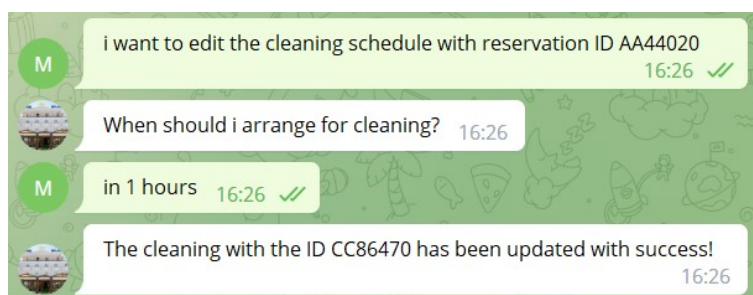 M
i want to edit the cleaning schedule with reservation ID AA44020
16:26
When should i arrange for cleaning? 16:26
M
in 1 hours 16:26
The cleaning with the ID CC86470 has been updated with success!
16:26